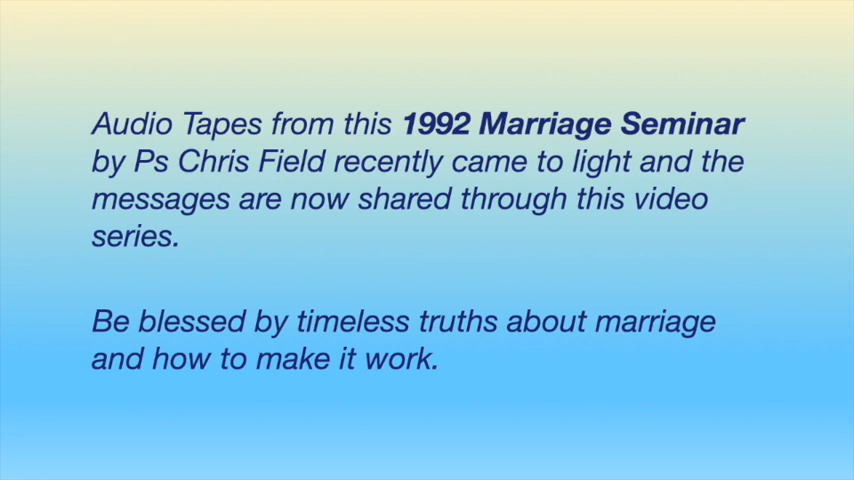 Audio Tapes from this 1992 Marriage Seminar
by Ps Chris Field recently came to light and the
messages are now shared through this video
series.
Be blessed by timeless truths about marriage
and how to make it work.